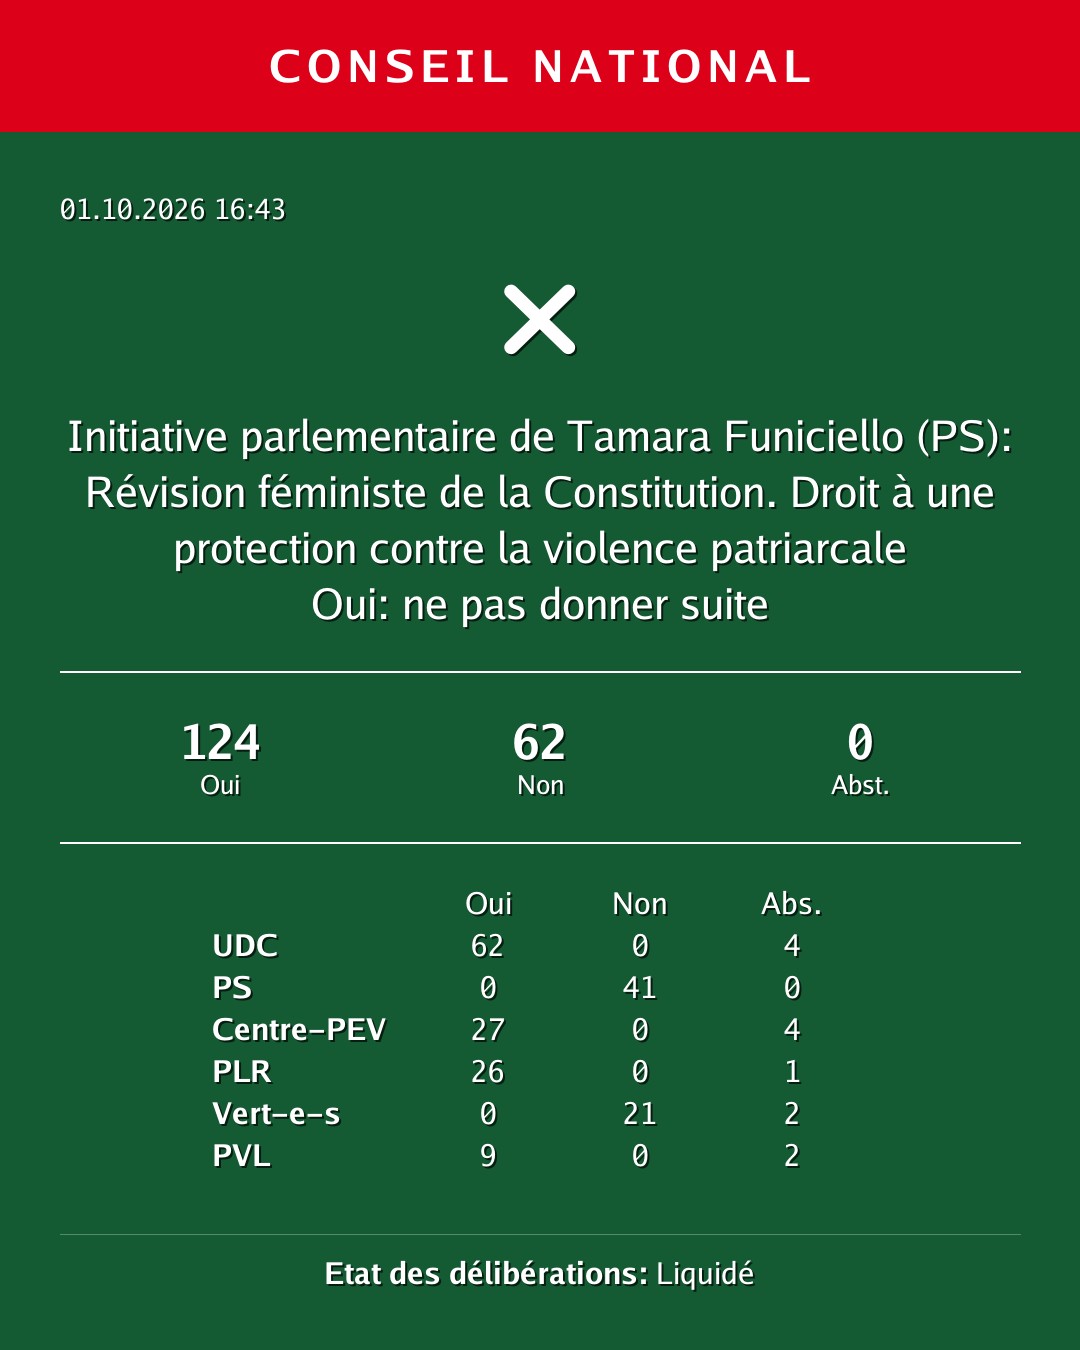 CONSEIL NATIONAL
01.10.2026 16:43
Initiative parlementaire de Tamara Funiciello (PS):
Révision féministe de la Constitution. Droit à une
protection contre la violence patriarcale
Oui: ne pas donner suite
124 62 0
Oui Non Abst.
Oui Non Abs.
UDC 62 0 4
PS 0 41 0
Centre-PEV 27 0 4
PLR 26 0 1
Vert-e-s 0 21 2
PVL 9 0 2
Etat des délibérations: Liquidé